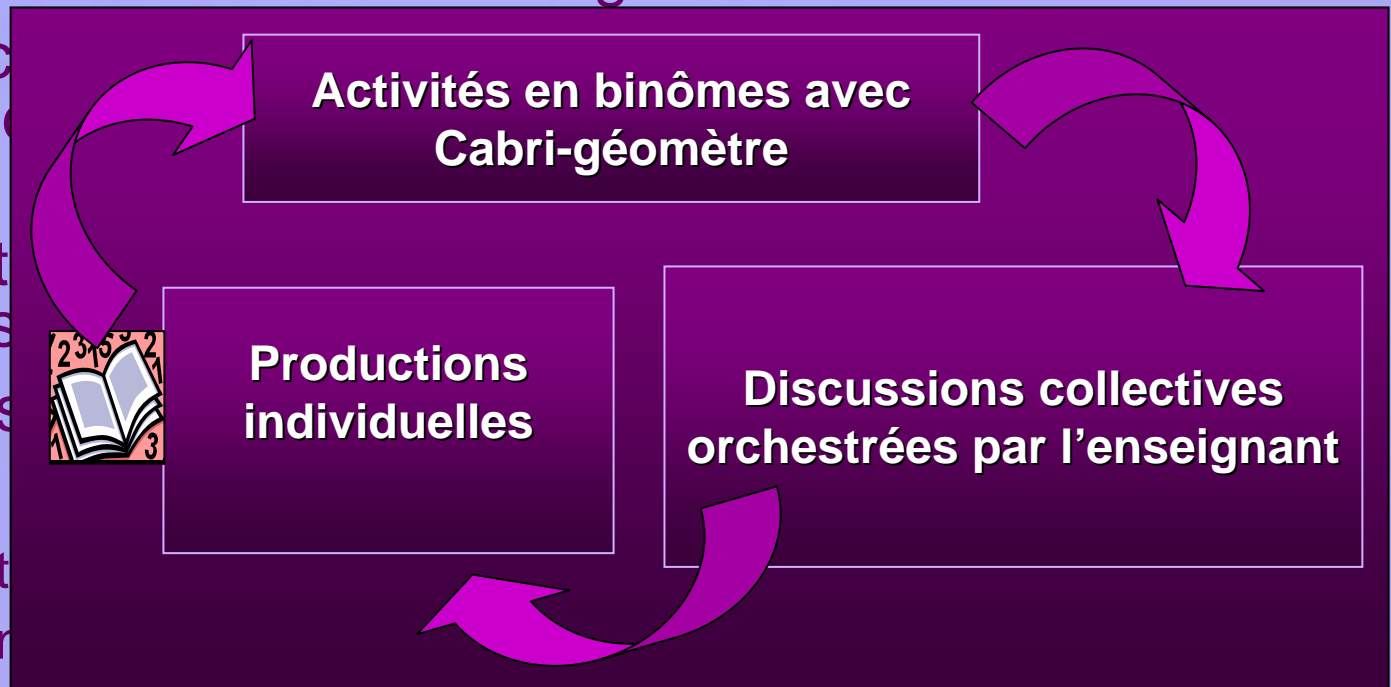 Activités en binômes avec
Cabri-géomètre
Productions
individuelles
Discussions collectives
orchestrées par l’enseignant